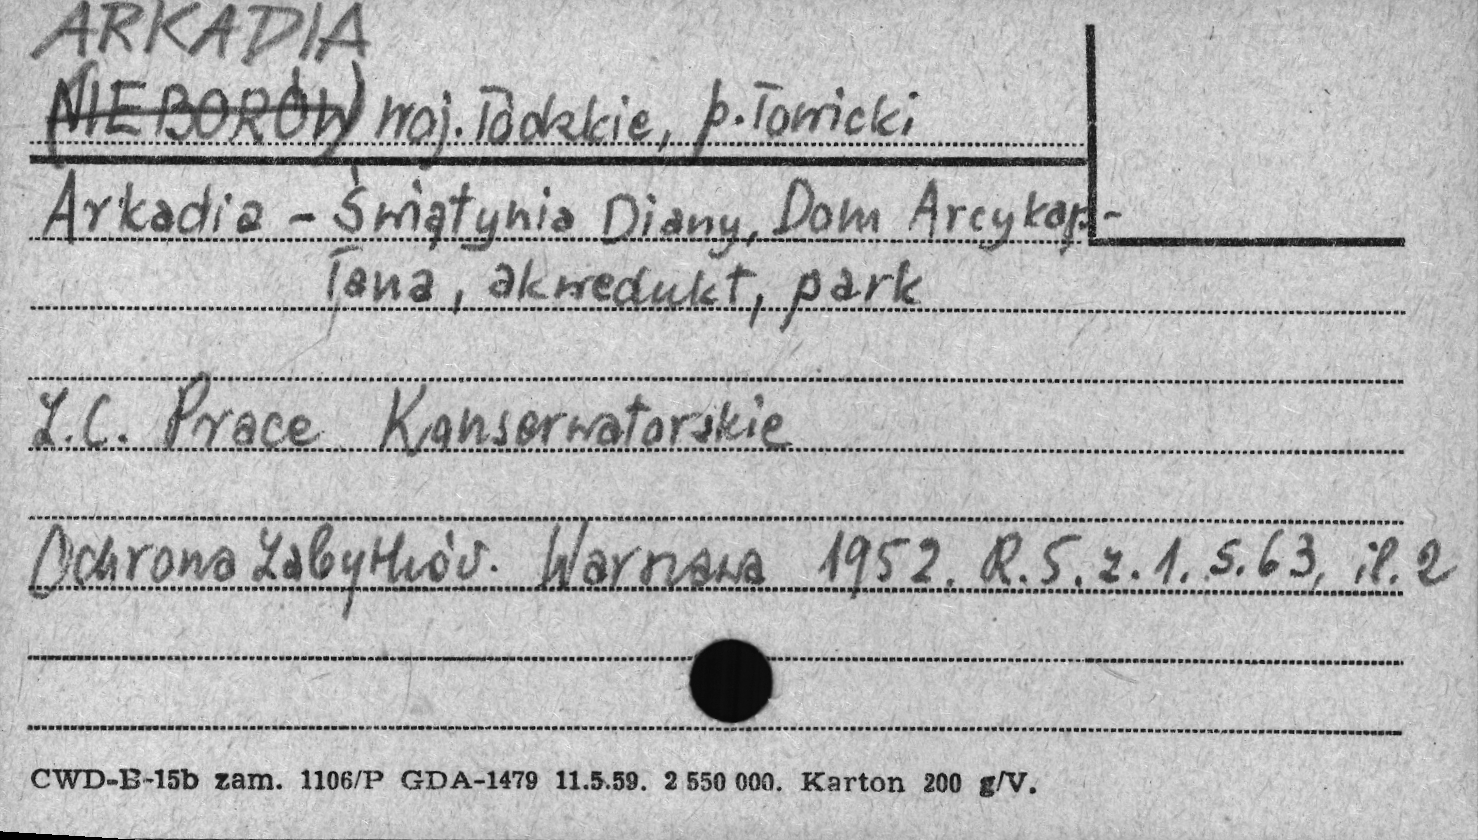 ARKADIA
(NIEBORÓW) woj. Łódzkie, p. Łowicki
Arkadia - Świątynia Diany, Dom Arcykap-
łana, akwedukt, park
Z.C. Prace Konserwatorskie
Ochrona Zabytków. Warszawa 1952. R.5. z.1. s.63, il.2
CWD-B-15b zam. 1106/P GDA-1479 11.5.59. 2 550 000. Karton 200 g/V.